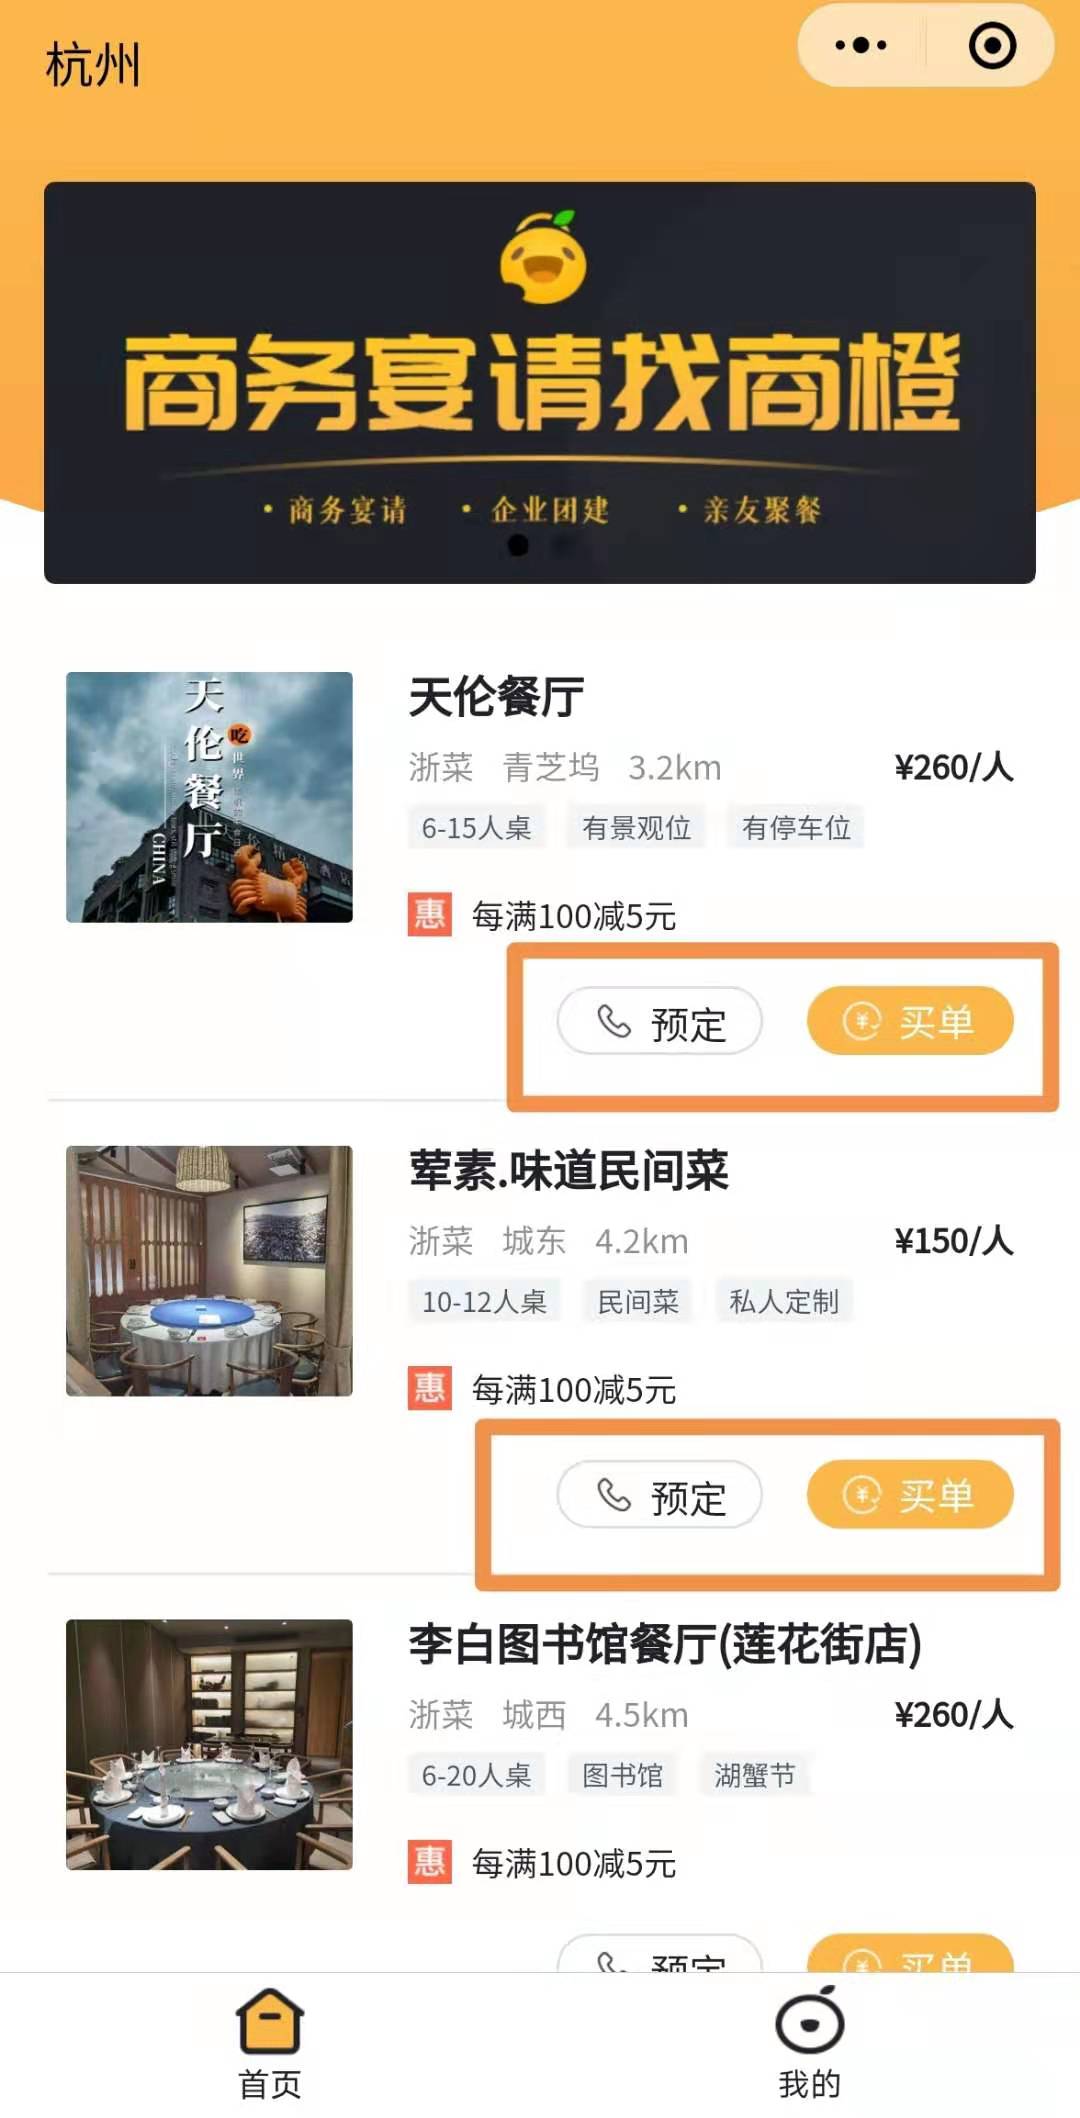 杭州
商务宴请找商橙
• 商务宴请 • 企业团建 • 亲友聚餐
天伦餐厅
吃
世界
CHINA
天伦餐厅
浙菜 青芝坞 3.2km ¥260/人
6-15人桌 有景观位 有停车位
惠 每满100减5元
预定 买单
荤素.味道民间菜
浙菜 城东 4.2km ¥150/人
10-12人桌 民间菜 私人定制
惠 每满100减5元
预定 买单
李白图书馆餐厅(莲花街店)
浙菜 城西 4.5km ¥260/人
6-20人桌 图书馆 湖蟹节
惠 每满100减5元
预定 买单
首页 我的